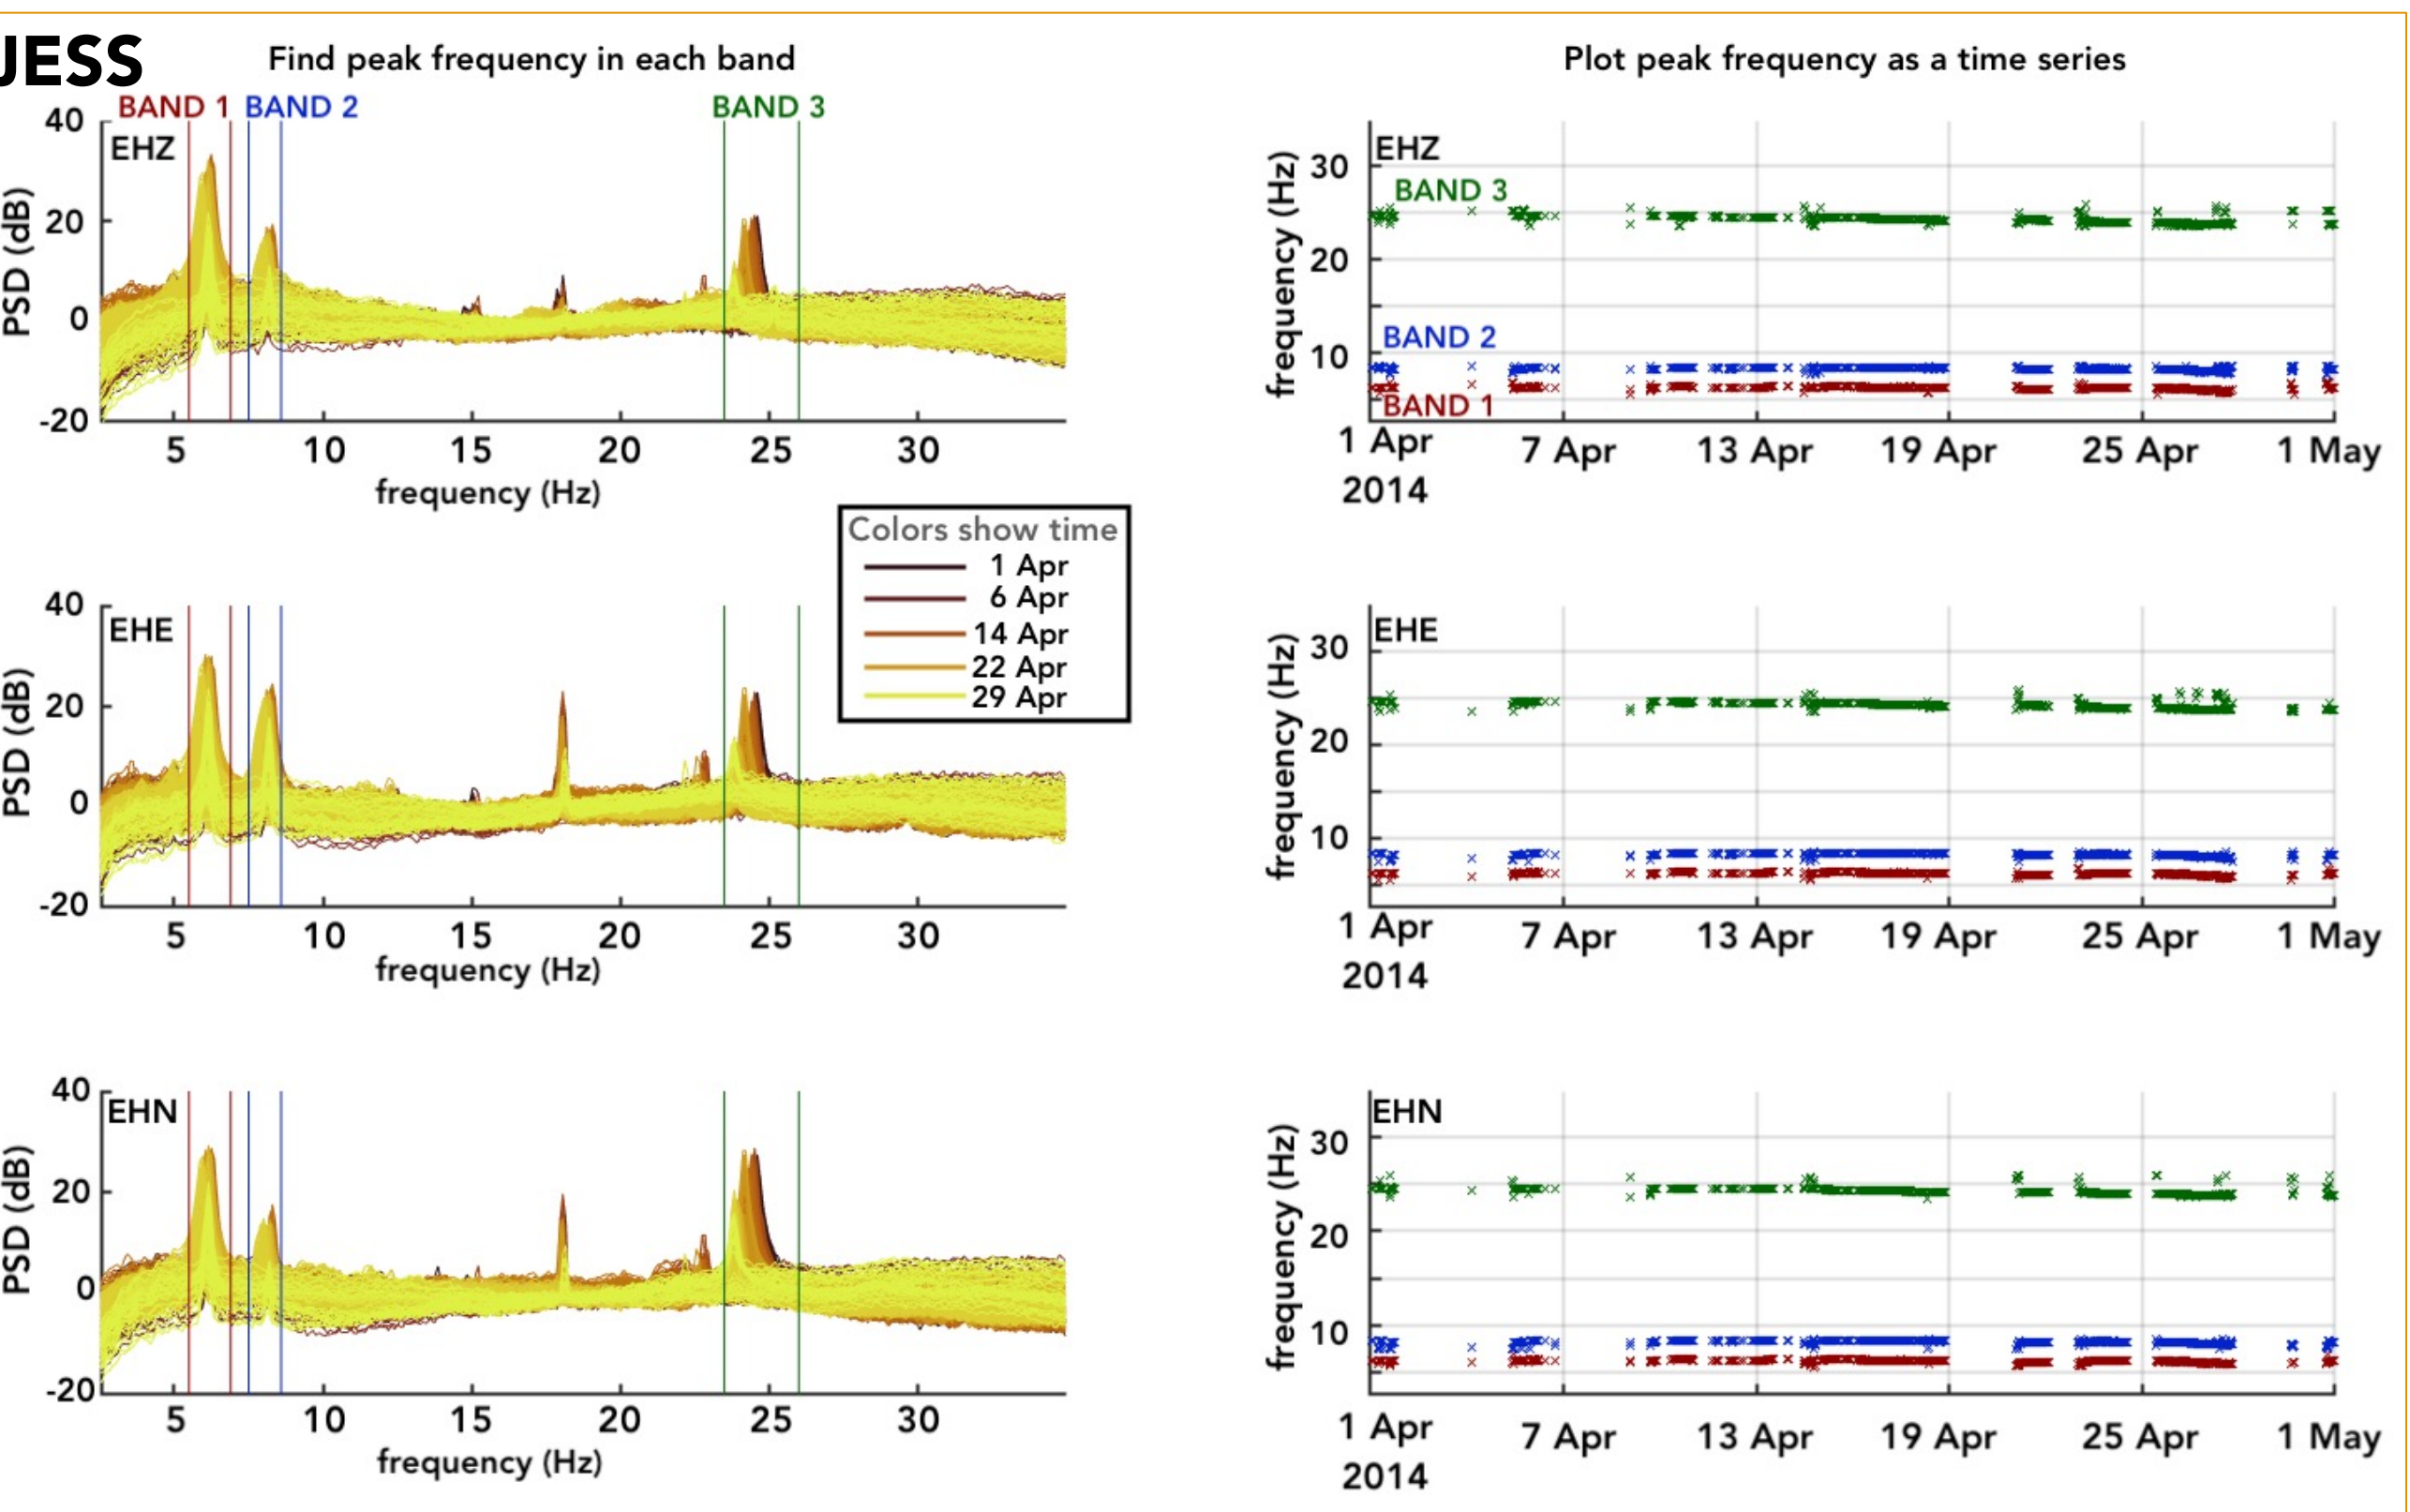 JESS
Find peak frequency in each band
BAND 1 BAND 2 BAND 3
EHZ
40
20
0
-20
PSD (dB)
5 10 15 20 25 30
frequency (Hz)
Plot peak frequency as a time series
EHZ
BAND 3
BAND 2
BAND 1
30
20
10
frequency (Hz)
1 Apr 7 Apr 13 Apr 19 Apr 25 Apr 1 May
2014
Colors show time
1 Apr
6 Apr
14 Apr
22 Apr
29 Apr
EHE
40
20
0
-20
PSD (dB)
5 10 15 20 25 30
frequency (Hz)
EHE
30
20
10
frequency (Hz)
1 Apr 7 Apr 13 Apr 19 Apr 25 Apr 1 May
2014
EHN
40
20
0
-20
PSD (dB)
5 10 15 20 25 30
frequency (Hz)
EHN
30
20
10
frequency (Hz)
1 Apr 7 Apr 13 Apr 19 Apr 25 Apr 1 May
2014